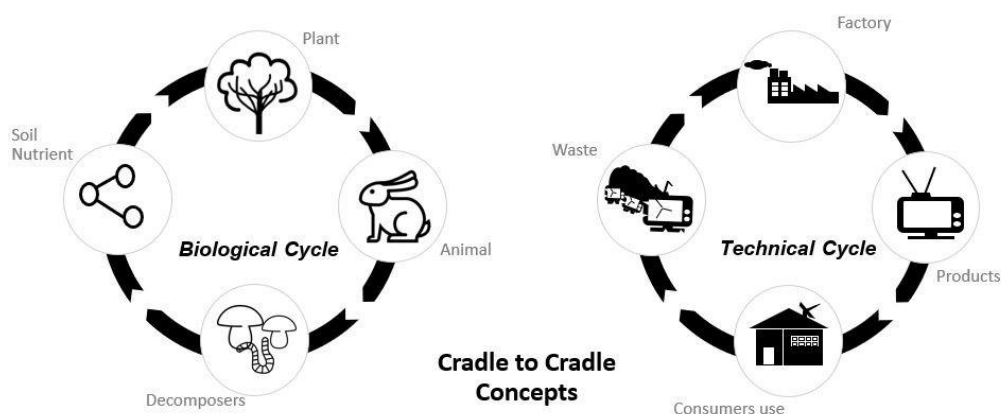 Plant
Soil
Nutrient
Biological Cycle
Animal
Decomposers
Factory
Waste
Technical Cycle
Products
Consumers use
Cradle to Cradle
Concepts